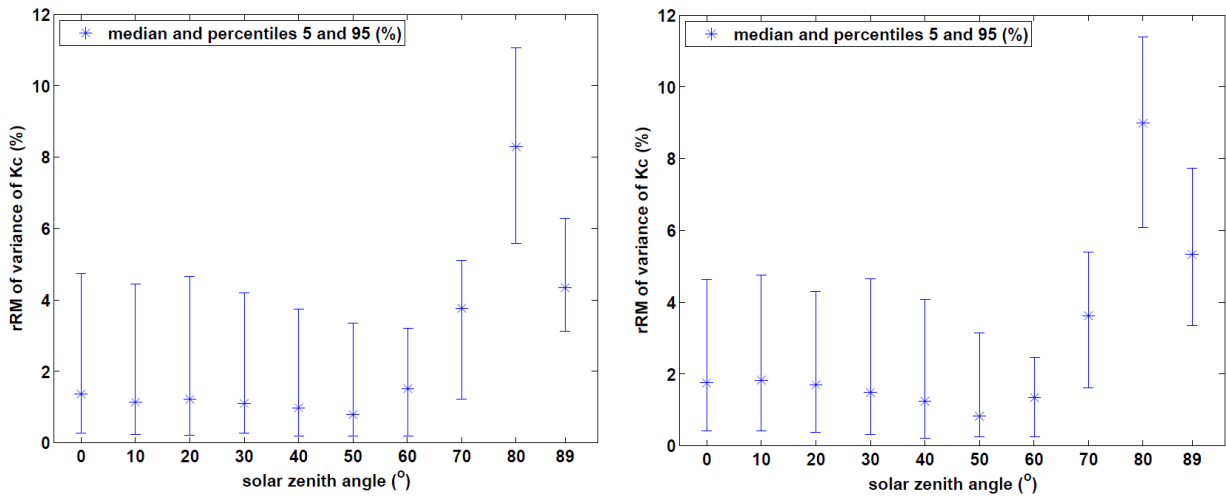 12
10
8
6
4
2
0
rRM of variance of Kc (%)
median and percentiles 5 and 95 (%)
0 10 20 30 40 50 60 70 80 89
solar zenith angle (o)
12
10
8
6
4
2
0
rRM of variance of Kc (%)
median and percentiles 5 and 95 (%)
0 10 20 30 40 50 60 70 80 89
solar zenith angle (o)